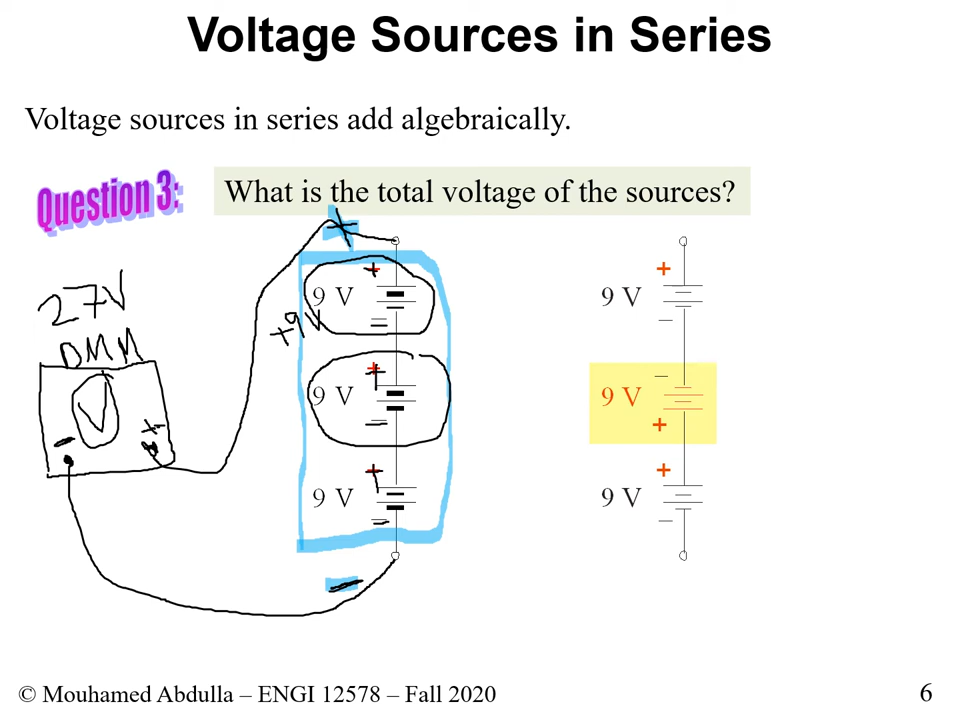 Voltage Sources in Series
Voltage sources in series add algebraically.
Question 3:
What is the total voltage of the sources?
+
+
9 V
–
+9V
+
9 V
–
+
9 V
–
–
27V
DMM
V
– +
+
9 V
–
–
9 V
+
+
9 V
–
© Mouhamed Abdulla – ENGI 12578 – Fall 2020
6